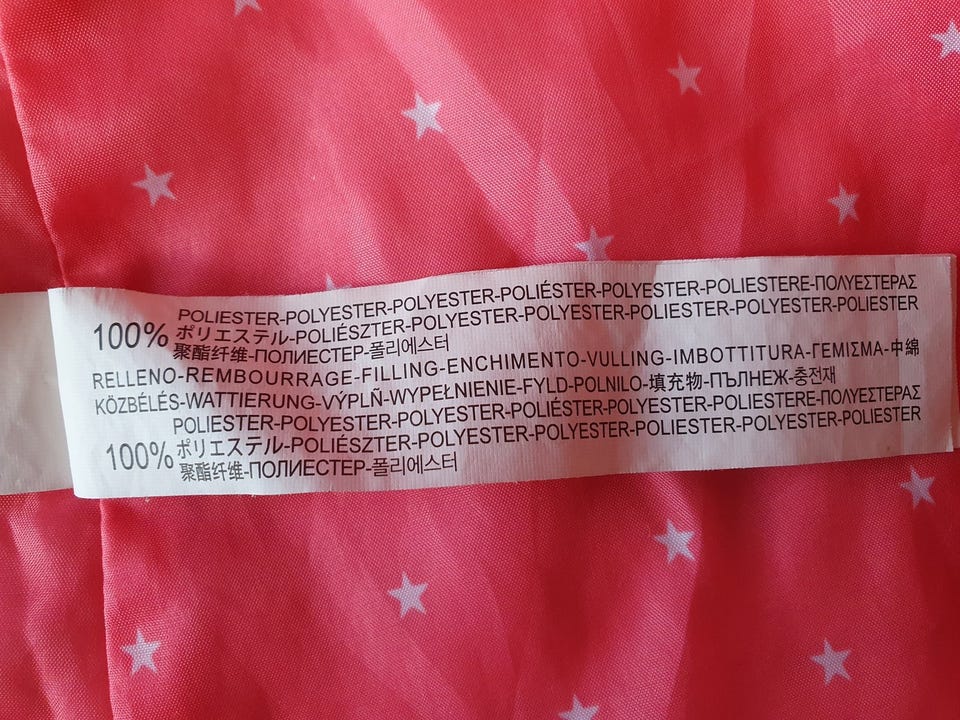 POLIESTER-POLYESTER-POLYESTER-POLIÉSTER-POLYESTER-POLIESTERE-ΠΟΛΥΕΣΤΕΡΑΣ
100% ポリエステル-POLIÉSZTER-POLYESTER-POLYESTER-POLIESTER-POLYESTER-POLIESTER
聚酯纤维-ПОЛИЕСТЕР-폴리에스터
RELLENO-REMBOURRAGE-FILLING-ENCHIMENTO-VULLING-IMBOTTITURA-ΓΕΜΙΣΜΑ-中綿
KÖZBÉLÉS-WATTIERUNG-VÝPLŇ-WYPEŁNIENIE-FYLD-POLNILO-填充物-ПЪЛНЕЖ-충전재
POLIESTER-POLYESTER-POLYESTER-POLIÉSTER-POLYESTER-POLIESTERE-ΠΟΛΥΕΣΤΕΡΑΣ
100% ポリエステル-POLIÉSZTER-POLYESTER-POLYESTER-POLIESTER-POLYESTER-POLIESTER
聚酯纤维-ПОЛИЕСТЕР-폴리에스터